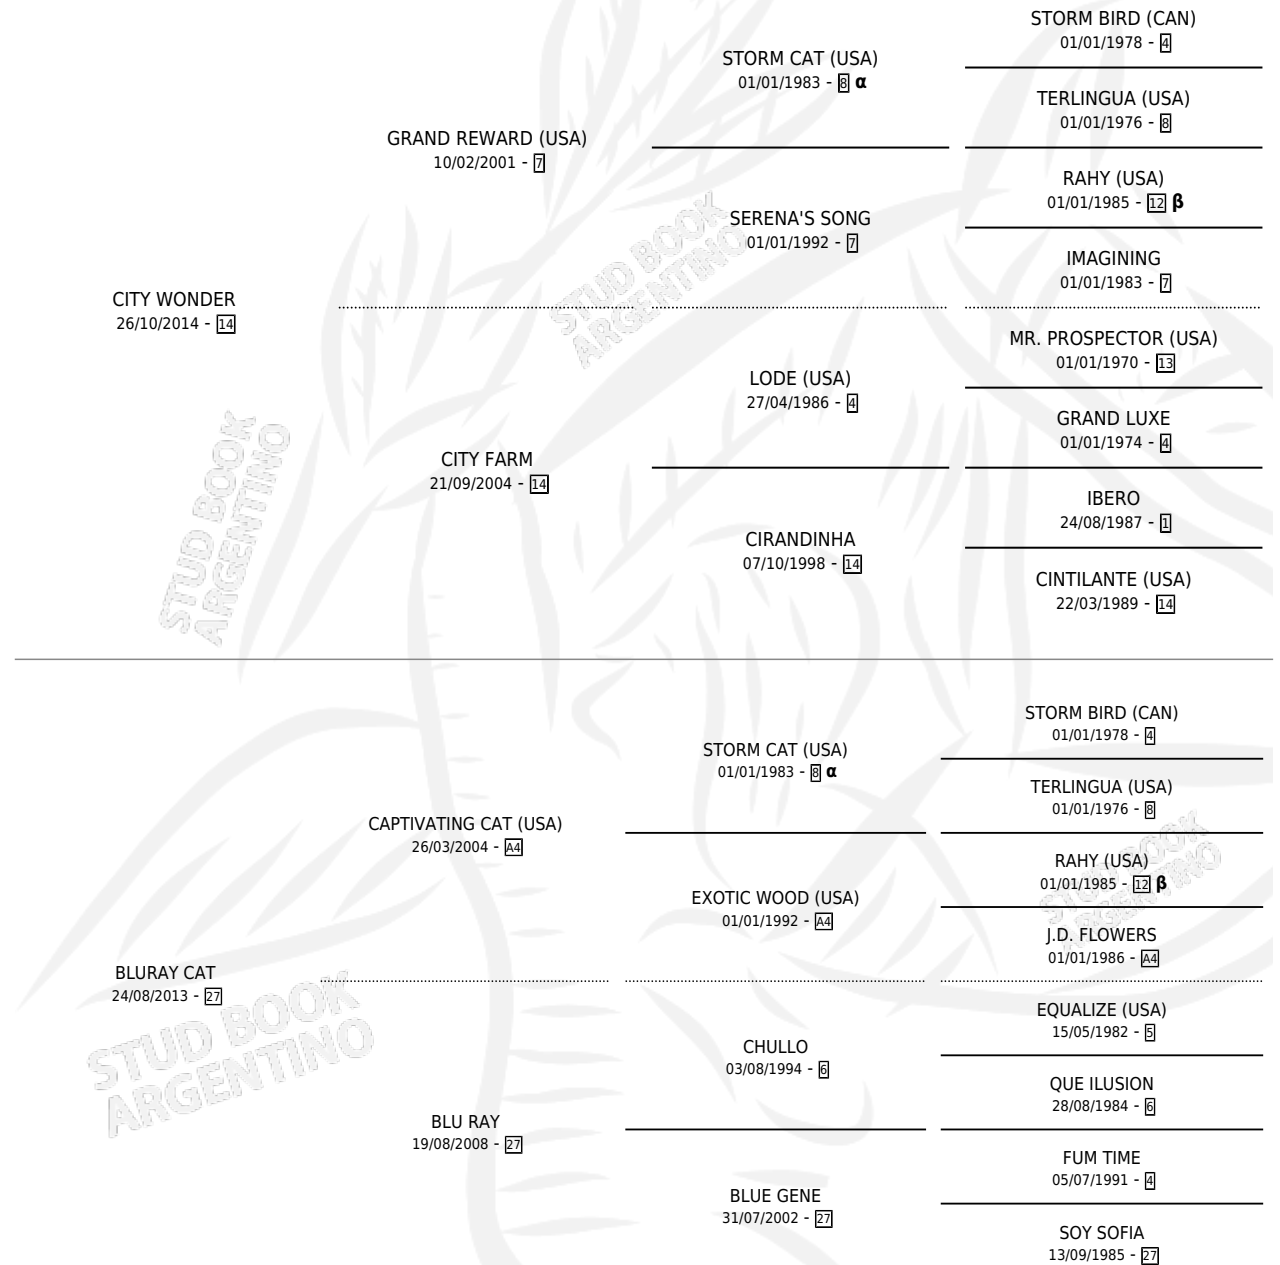 CITY WONDER
26/10/2014 - 14
GRAND REWARD (USA)
10/02/2001 - 7
CITY FARM
21/09/2004 - 14
STORM CAT (USA)
01/01/1983 - 8 α
SERENA'S SONG
01/01/1992 - 7
LODE (USA)
27/04/1986 - 4
CIRANDINHA
07/10/1998 - 14
STORM BIRD (CAN)
01/01/1978 - 4
TERLINGUA (USA)
01/01/1976 - 8
RAHY (USA)
01/01/1985 - 12 β
IMAGINING
01/01/1983 - 7
MR. PROSPECTOR (USA)
01/01/1970 - 13
GRAND LUXE
01/01/1974 - 4
IBERO
24/08/1987 - 1
CINTILANTE (USA)
22/03/1989 - 14
STUD BOOK
ARGENTINO
STUD BOOK
ARGENTINO
BLURAY CAT
24/08/2013 - 27
CAPTIVATING CAT (USA)
26/03/2004 - A4
BLU RAY
19/08/2008 - 27
STORM CAT (USA)
01/01/1983 - 8 α
EXOTIC WOOD (USA)
01/01/1992 - A4
CHULLO
03/08/1994 - 6
BLUE GENE
31/07/2002 - 27
STORM BIRD (CAN)
01/01/1978 - 4
TERLINGUA (USA)
01/01/1976 - 8
RAHY (USA)
01/01/1985 - 12 β
J.D. FLOWERS
01/01/1986 - A4
EQUALIZE (USA)
15/05/1982 - 5
QUE ILUSION
28/08/1984 - 6
FUM TIME
05/07/1991 - 4
SOY SOFIA
13/09/1985 - 27
STUD BOOK
ARGENTINO
STUD BOOK
ARGENTINO